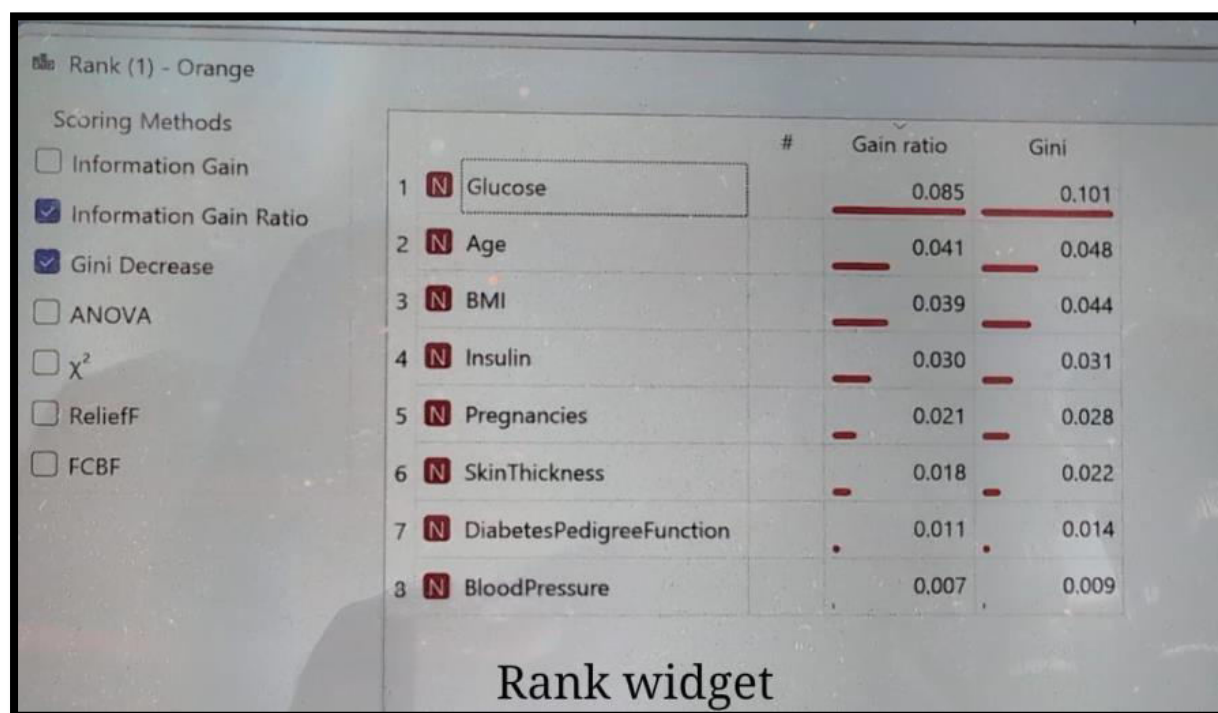 Rank (1) - Orange
Scoring Methods
Information Gain
Information Gain Ratio
Gini Decrease
ANOVA
χ²
ReliefF
FCBF
# Gain ratio Gini
1 N Glucose 0.085 0.101
2 N Age 0.041 0.048
3 N BMI 0.039 0.044
4 N Insulin 0.030 0.031
5 N Pregnancies 0.021 0.028
6 N SkinThickness 0.018 0.022
7 N DiabetesPedigreeFunction 0.011 0.014
8 N BloodPressure 0.007 0.009
Rank widget